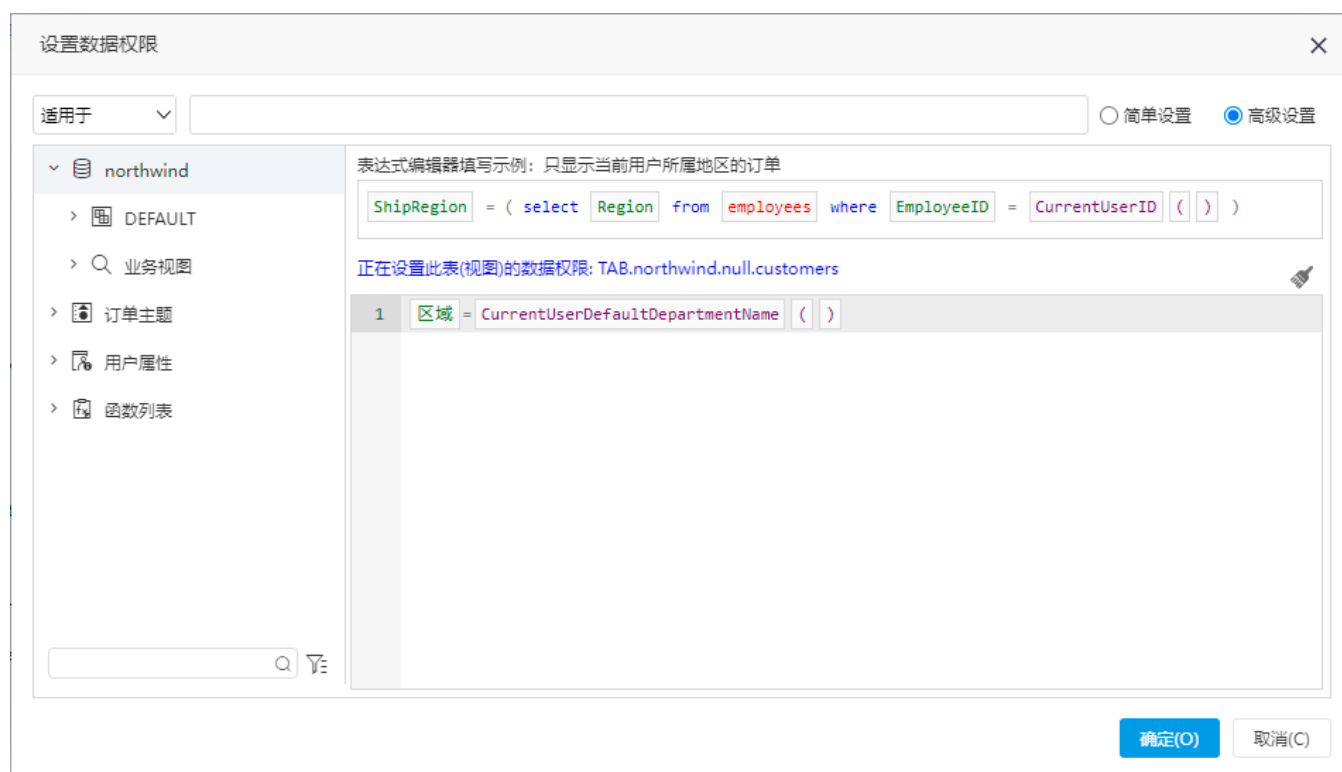 设置数据权限
适用于 简单设置 高级设置
northwind
DEFAULT
业务视图
订单主题
用户属性
函数列表
表达式编辑器填写示例：只显示当前用户所属地区的订单
ShipRegion = ( select Region from employees where EmployeeID = CurrentUserID ( ) )
正在设置此表(视图)的数据权限: TAB.northwind.null.customers
1 区域 = CurrentUserDefaultDepartmentName ( )
确定(O) 取消(C)